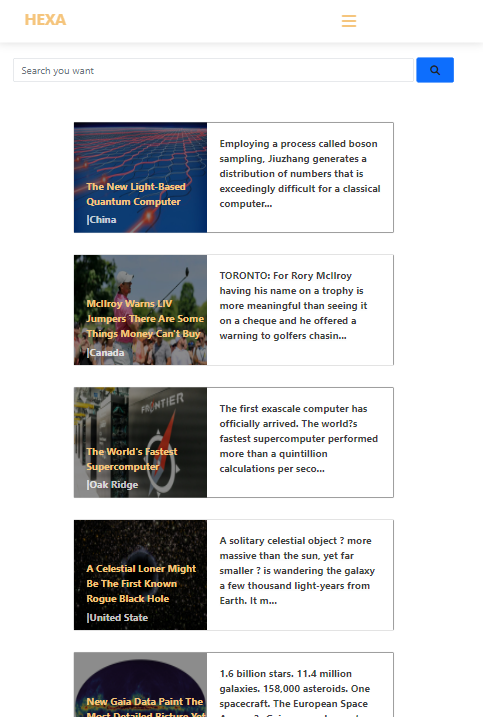 HEXA
Search you want
The New Light-Based
Quantum Computer
|China
Employing a process called boson
sampling, Jiuzhang generates a
distribution of numbers that is
exceedingly difficult for a classical
computer...
McIlroy Warns LIV
Jumpers There Are Some
Things Money Can't Buy
|Canada
TORONTO: For Rory McIlroy
having his name on a trophy is
more meaningful than seeing it
on a cheque and he offered a
warning to golfers chasin...
FRONTIER
The World's Fastest
Supercomputer
|Oak Ridge
The first exascale computer has
officially arrived. The world?s
fastest supercomputer performed
more than a quintillion
calculations per seco...
A Celestial Loner Might
Be The First Known
Rogue Black Hole
|United State
A solitary celestial object ? more
massive than the sun, yet far
smaller ? is wandering the galaxy
a few thousand light-years from
Earth. It m...
New Gaia Data Paint The
Most Detailed Picture Yet
1.6 billion stars. 11.4 million
galaxies. 158,000 asteroids. One
spacecraft. The European Space